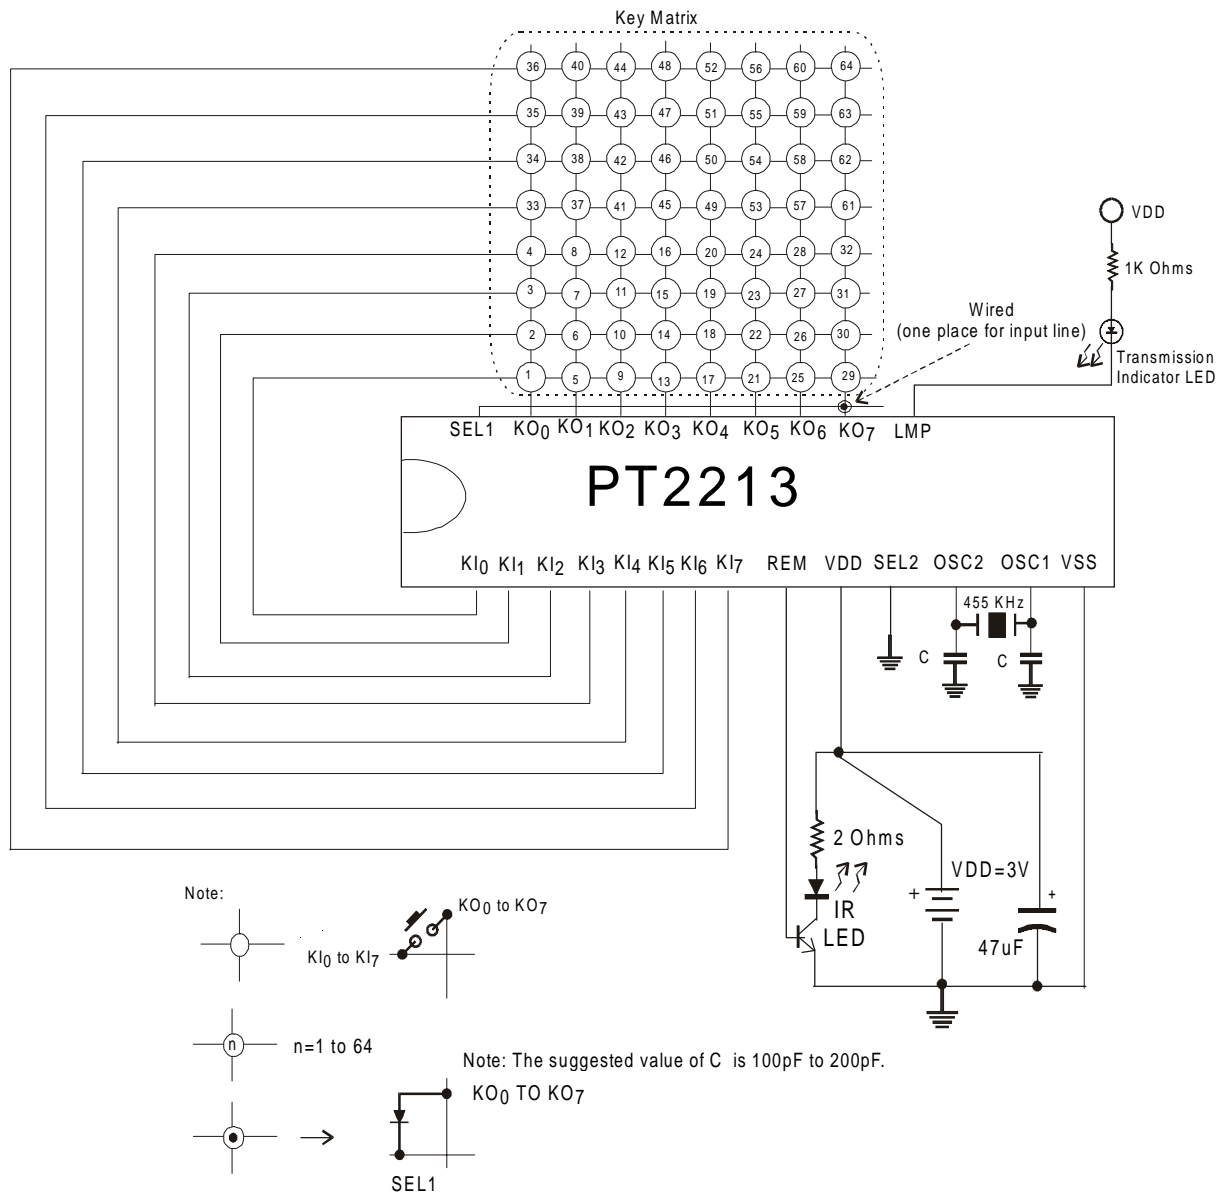 Key Matrix
36 40 44 48 52 56 60 64
35 39 43 47 51 55 59 63
34 38 42 46 50 54 58 62
33 37 41 45 49 53 57 61
4 8 12 16 20 24 28 32
3 7 11 15 19 23 27 31
2 6 10 14 18 22 26 30
1 5 9 13 17 21 25 29
VDD
1K Ohms
Wired
(one place for input line)
Transmission
Indicator LED
SEL1 KO0 KO1 KO2 KO3 KO4 KO5 KO6 KO7 LMP
PT2213
KI0 KI1 KI2 KI3 KI4 KI5 KI6 KI7 REM VDD SEL2 OSC2 OSC1 VSS
455 KHz
C C
2 Ohms
VDD=3V
+ +
IR
LED
47uF
Note:
KO0 to KO7
KI0 to KI7
n n=1 to 64
Note: The suggested value of C is 100pF to 200pF.
KO0 TO KO7
SEL1